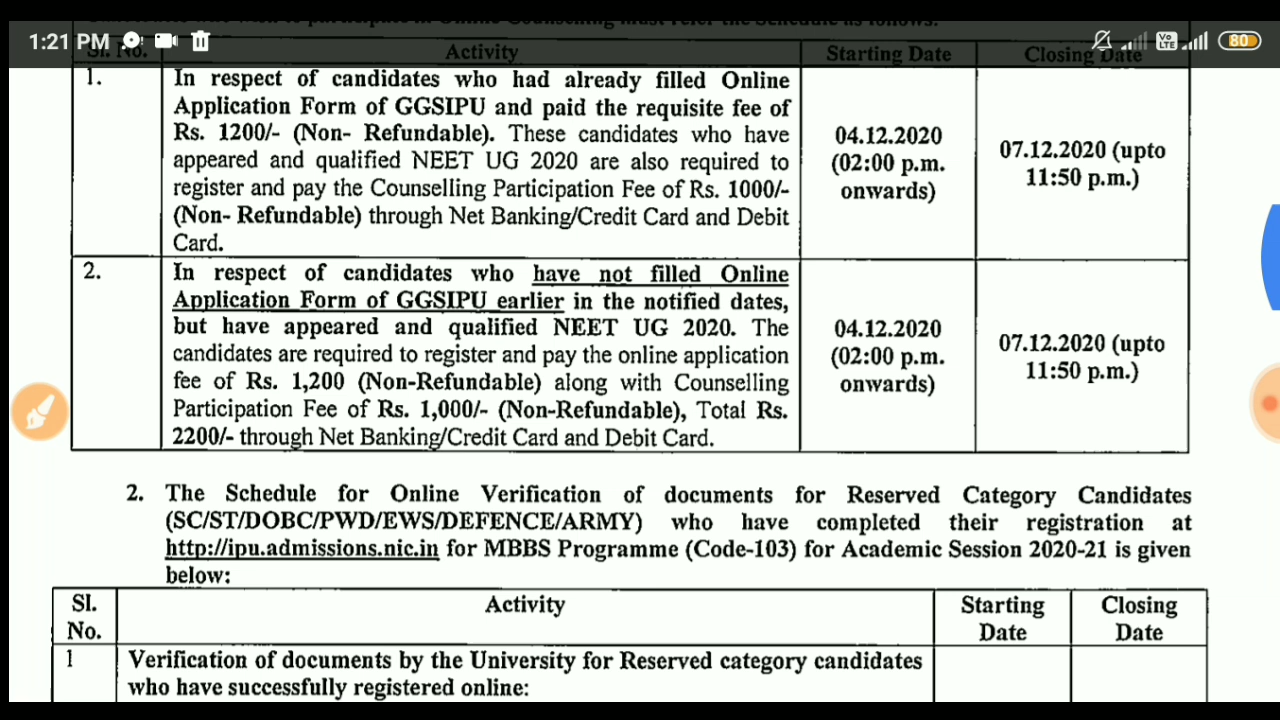 1:21 PM
Vo
LTE
80
Sl. No.
Activity
Starting Date
Closing Date
1.
In respect of candidates who had already filled Online
Application Form of GGSIPU and paid the requisite fee of
Rs. 1200/- (Non- Refundable). These candidates who have
appeared and qualified NEET UG 2020 are also required to
register and pay the Counselling Participation Fee of Rs. 1000/-
(Non- Refundable) through Net Banking/Credit Card and Debit
Card.
04.12.2020
(02:00 p.m.
onwards)
07.12.2020 (upto
11:50 p.m.)
2.
In respect of candidates who have not filled Online
Application Form of GGSIPU earlier in the notified dates,
but have appeared and qualified NEET UG 2020. The
candidates are required to register and pay the online application
fee of Rs. 1,200 (Non-Refundable) along with Counselling
Participation Fee of Rs. 1,000/- (Non-Refundable), Total Rs.
2200/- through Net Banking/Credit Card and Debit Card.
04.12.2020
(02:00 p.m.
onwards)
07.12.2020 (upto
11:50 p.m.)
2. The Schedule for Online Verification of documents for Reserved Category Candidates
(SC/ST/DOBC/PWD/EWS/DEFENCE/ARMY) who have completed their registration at
http://ipu.admissions.nic.in for MBBS Programme (Code-103) for Academic Session 2020-21 is given
below:
Sl.
No.
Activity
Starting
Date
Closing
Date
1
Verification of documents by the University for Reserved category candidates
who have successfully registered online: